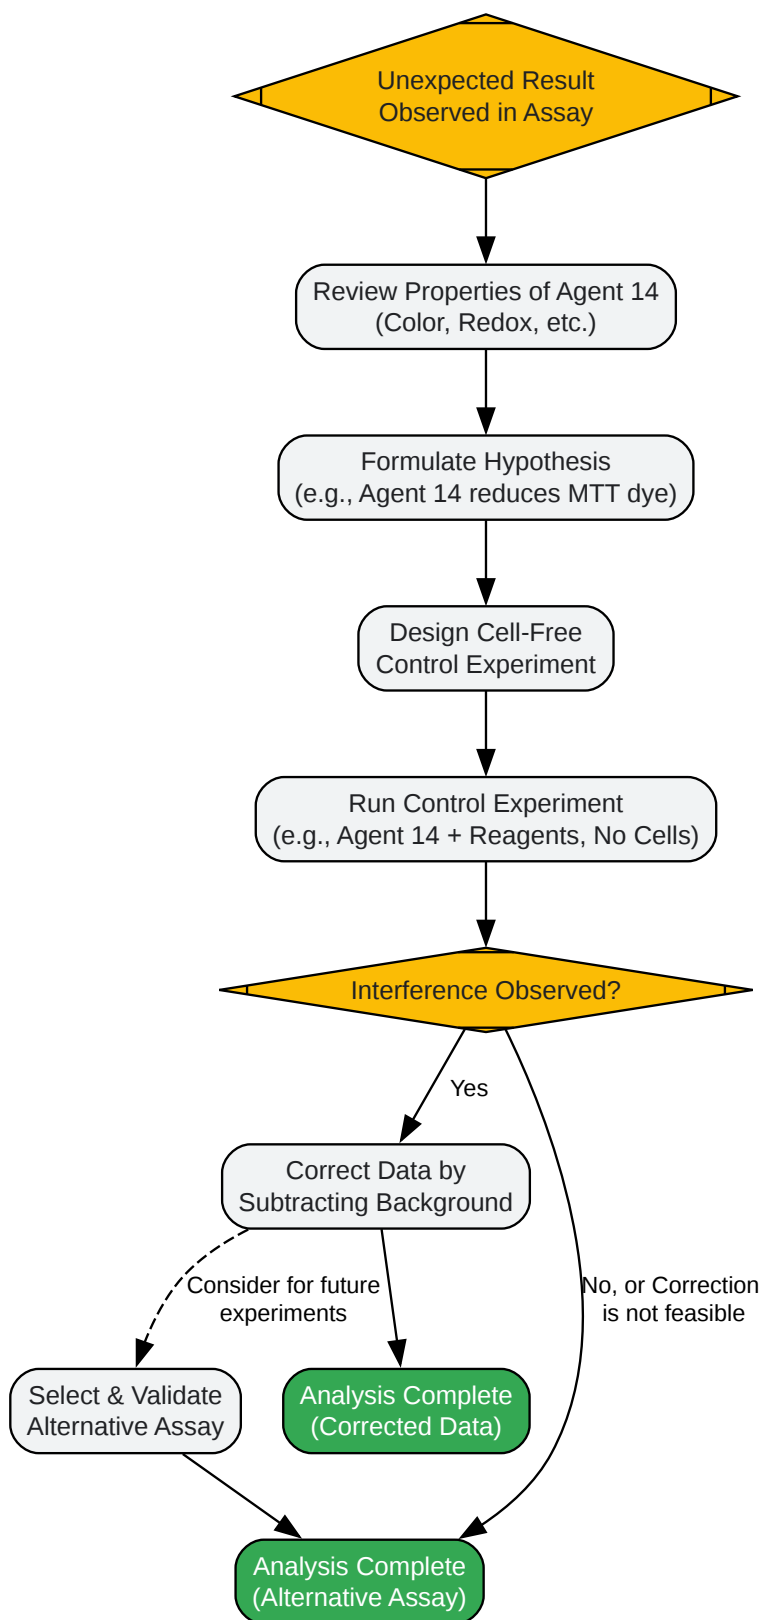 Unexpected Result
Observed in Assay
Review Properties of Agent 14
(Color, Redox, etc.)
Formulate Hypothesis
(e.g., Agent 14 reduces MTT dye)
Design Cell-Free
Control Experiment
Run Control Experiment
(e.g., Agent 14 + Reagents, No Cells)
Interference Observed?
Yes
Correct Data by
Subtracting Background
Consider for future
experiments
No, or Correction
is not feasible
Select & Validate
Alternative Assay
Analysis Complete
(Corrected Data)
Analysis Complete
(Alternative Assay)